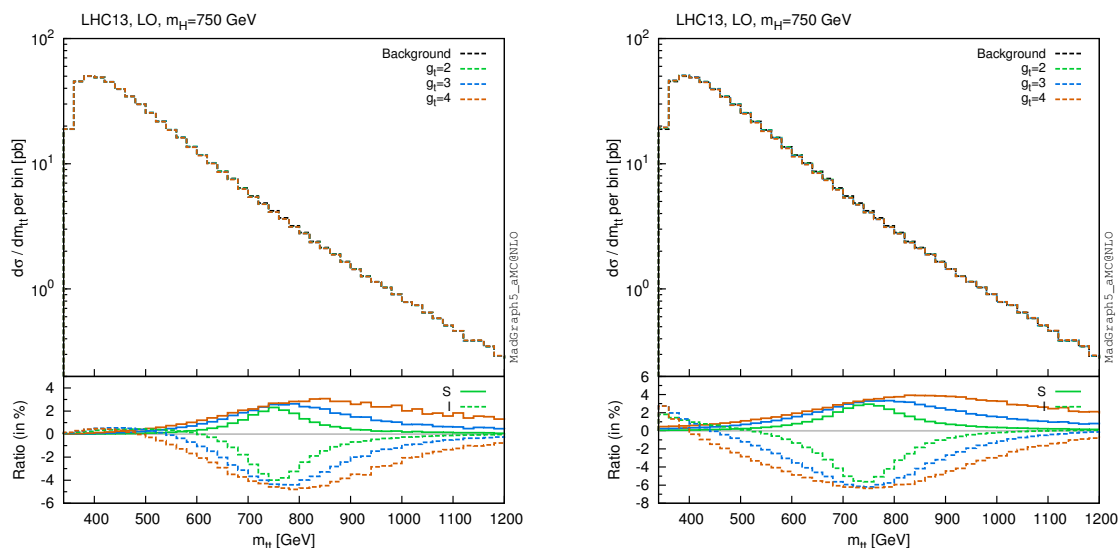 LHC13, LO, m_H=750 GeV
10^2
10^1
10^0
dσ / dm_tt per bin [pb]
Background
g_t=2
g_t=3
g_t=4
MadGraph5_aMC@NLO
4
2
0
-2
-4
-6
Ratio (in %)
S
I
400 500 600 700 800 900 1000 1100 1200
m_tt [GeV]
LHC13, LO, m_H=750 GeV
10^2
10^1
10^0
dσ / dm_tt per bin [pb]
Background
g_t=2
g_t=3
g_t=4
MadGraph5_aMC@NLO
6
4
2
0
-2
-4
-6
-8
Ratio (in %)
S
I
400 500 600 700 800 900 1000 1100 1200
m_tt [GeV]